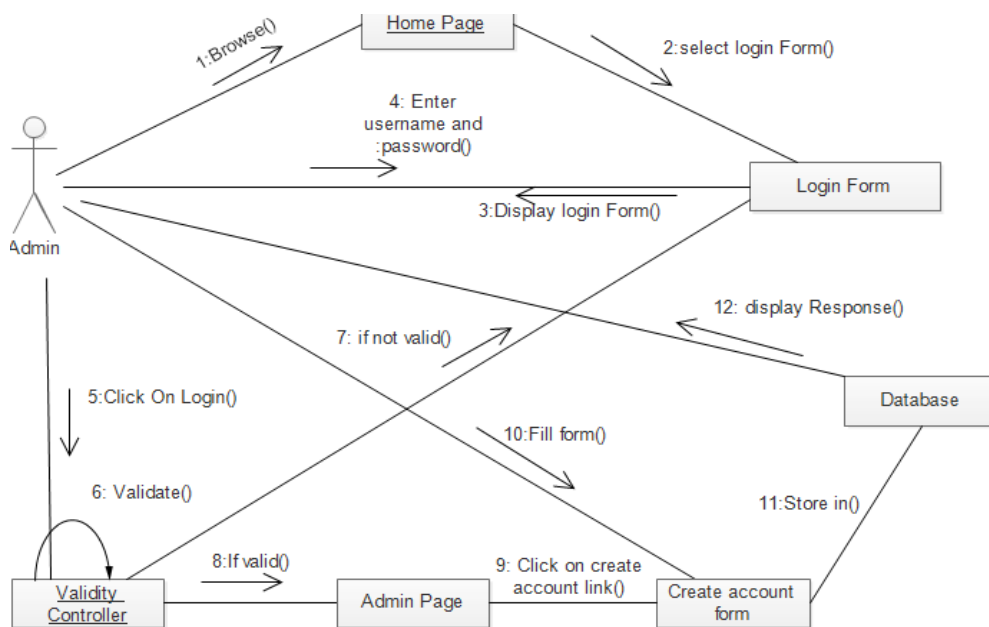 Home Page
1:Browse()
2:select login Form()
4: Enter
username and
:password()
Login Form
3:Display login Form()
Admin
12: display Response()
7: if not valid()
5:Click On Login()
Database
10:Fill form()
6: Validate()
11:Store in()
8:If valid()
9: Click on create
account link()
Validity
Controller
Admin Page
Create account
form